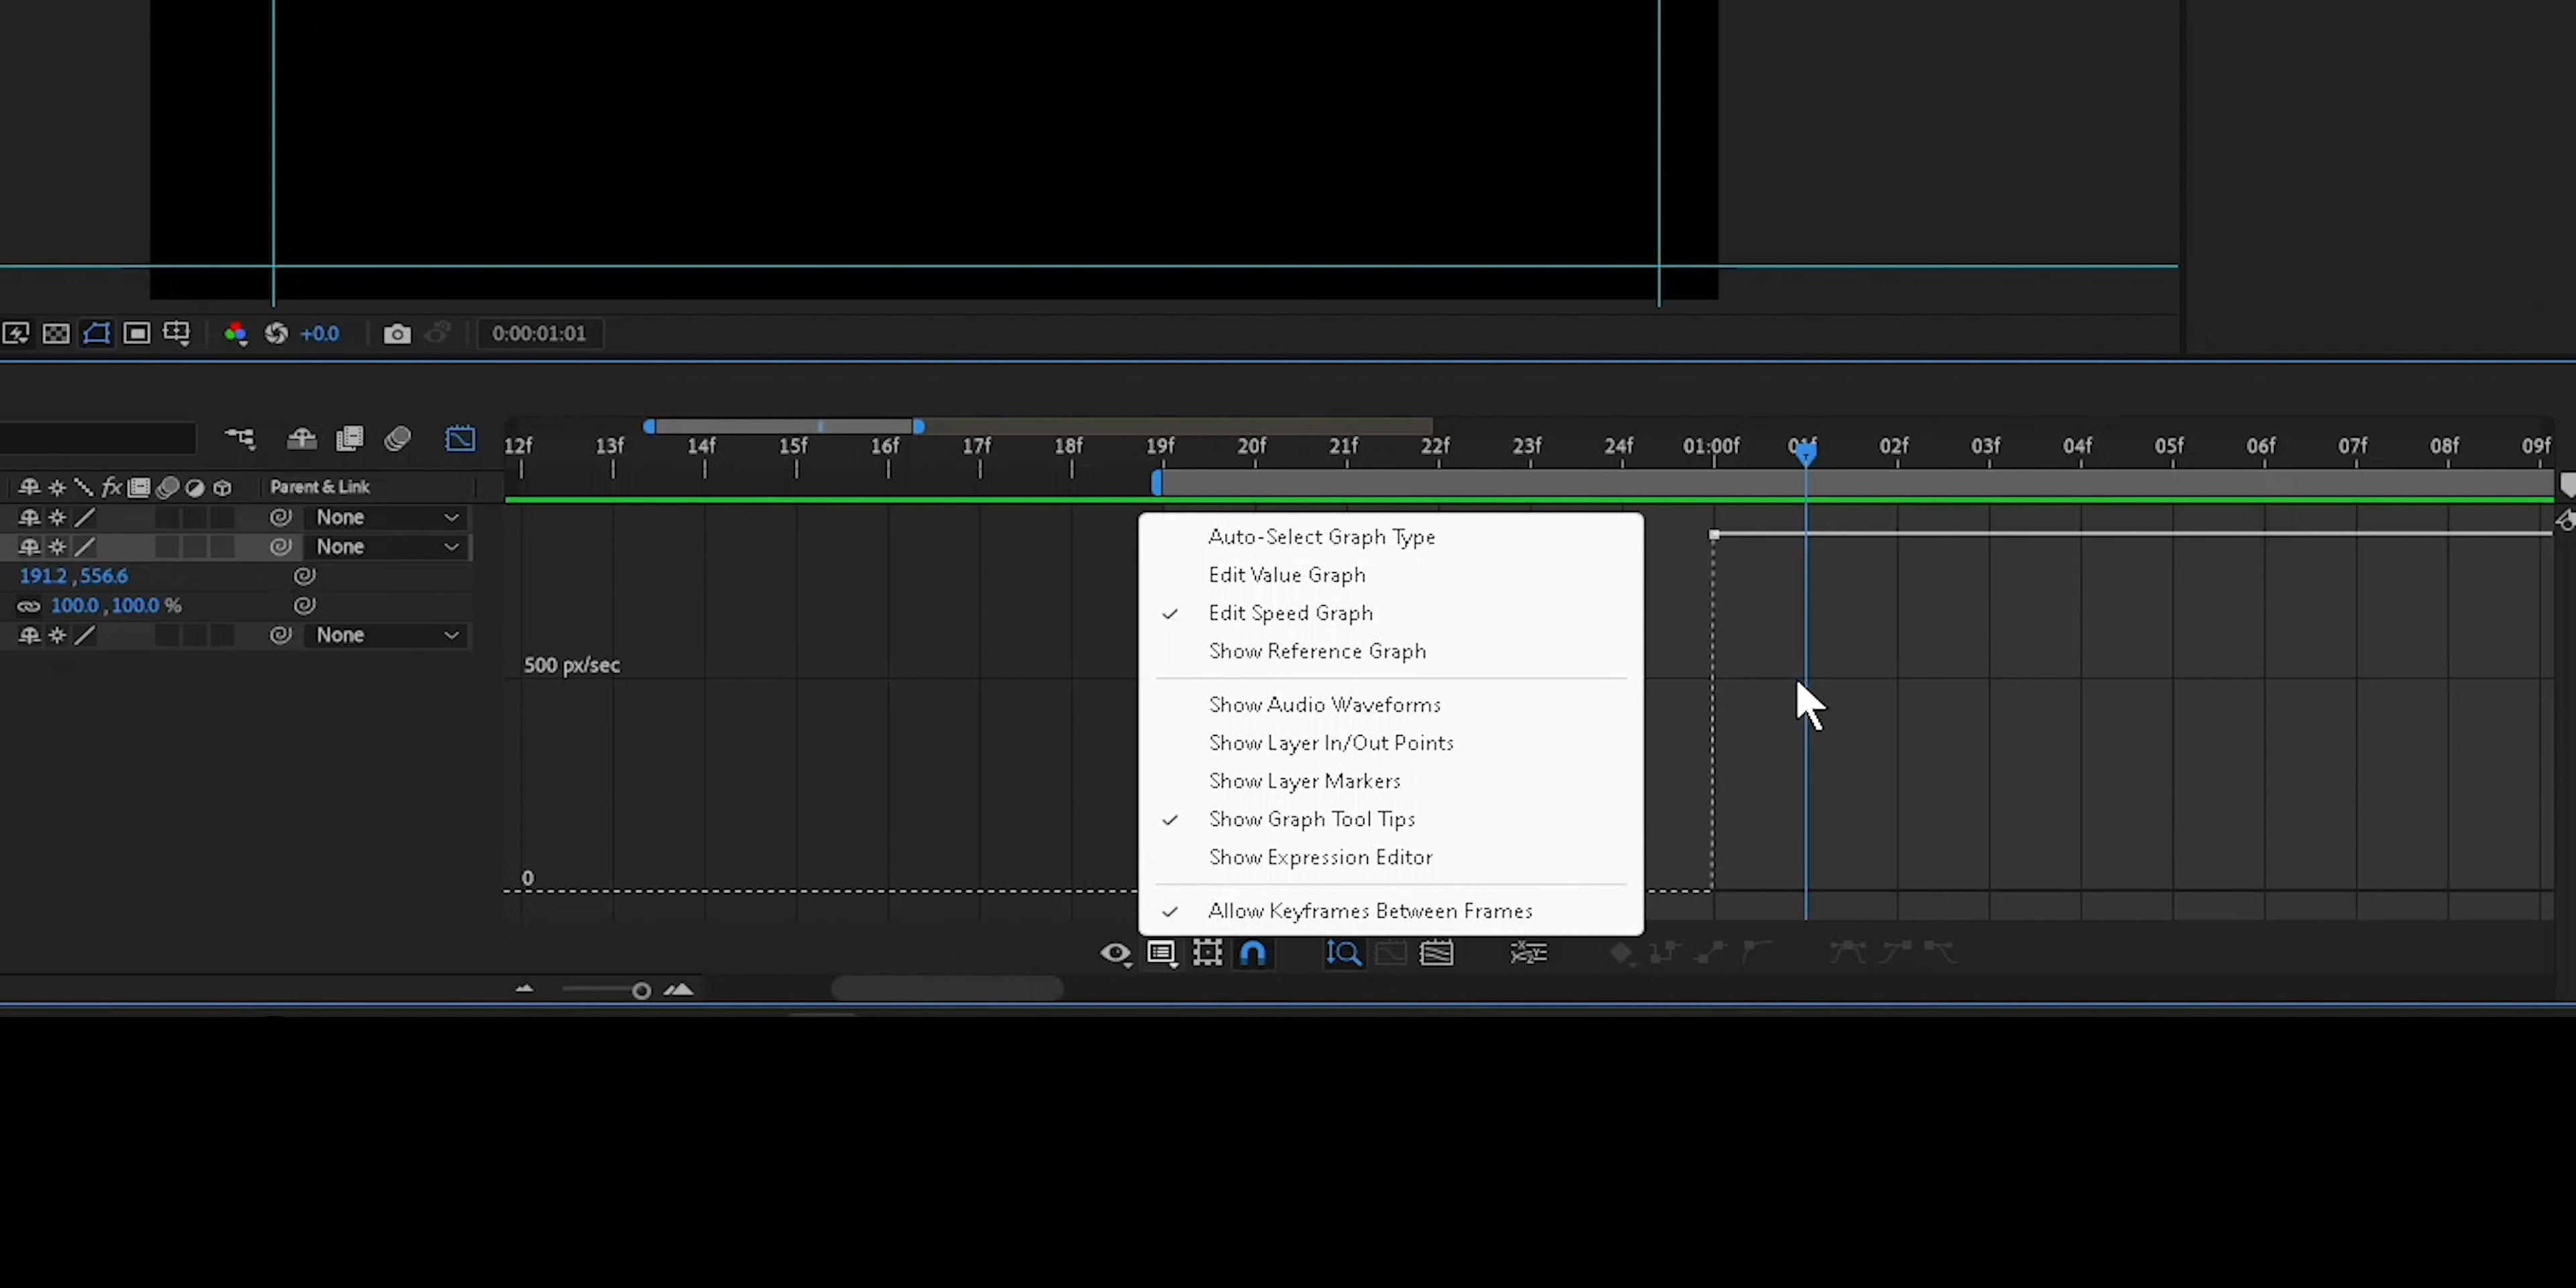 +0.0 0:00:01:01
12f 13f 14f 15f 16f 17f 18f 19f 20f 21f 22f 23f 24f 01:00f 01f 02f 03f 04f 05f 06f 07f 08f 09f
fx Parent & Link
None
None
191.2 ,556.6
100.0 ,100.0 %
None
500 px/sec
0
Auto-Select Graph Type
Edit Value Graph
Edit Speed Graph
Show Reference Graph
Show Audio Waveforms
Show Layer In/Out Points
Show Layer Markers
Show Graph Tool Tips
Show Expression Editor
Allow Keyframes Between Frames